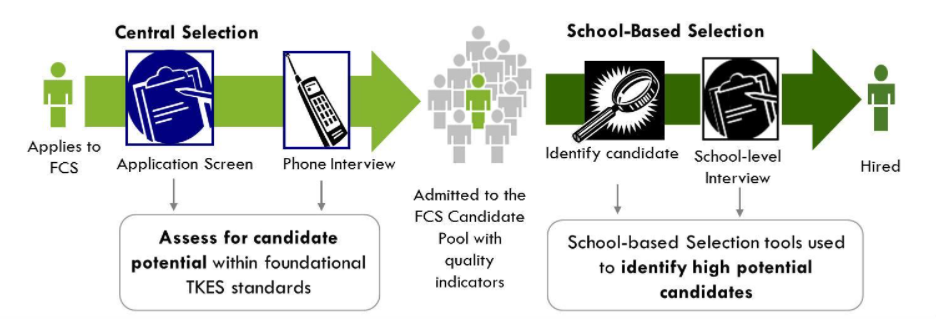 Central Selection
School-Based Selection
Applies to
FCS
Application Screen
Phone Interview
Admitted to the
FCS Candidate
Pool with
quality
indicators
Identify candidate
School-level
Interview
Hired
Assess for candidate
potential within foundational
TKES standards
School-based Selection tools used
to identify high potential
candidates